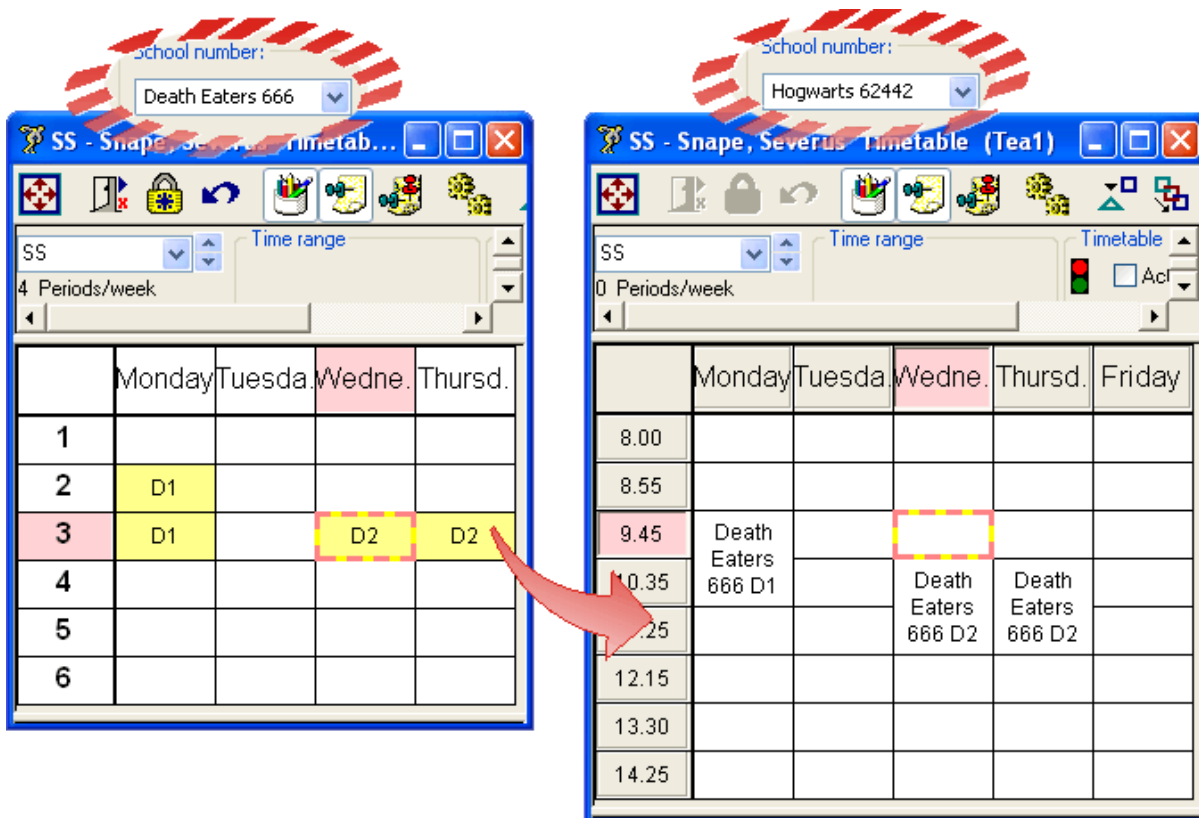 School number:
Death Eaters 666
SS - Snape, Severus Timetab...
SS
Time range
4 Periods/week
Monday Tuesda. Wedne. Thursd.
1
2 D1
3 D1 D2 D2
4
5
6
School number:
Hogwarts 62442
SS - Snape, Severus Timetable (Tea1)
SS
Time range
Timetable
0 Periods/week
Act
Monday Tuesda. Wedne. Thursd. Friday
8.00
8.55
9.45 Death
Eaters
666 D1
10.35 Death Death
Eaters Eaters
.25 666 D2 666 D2
12.15
13.30
14.25